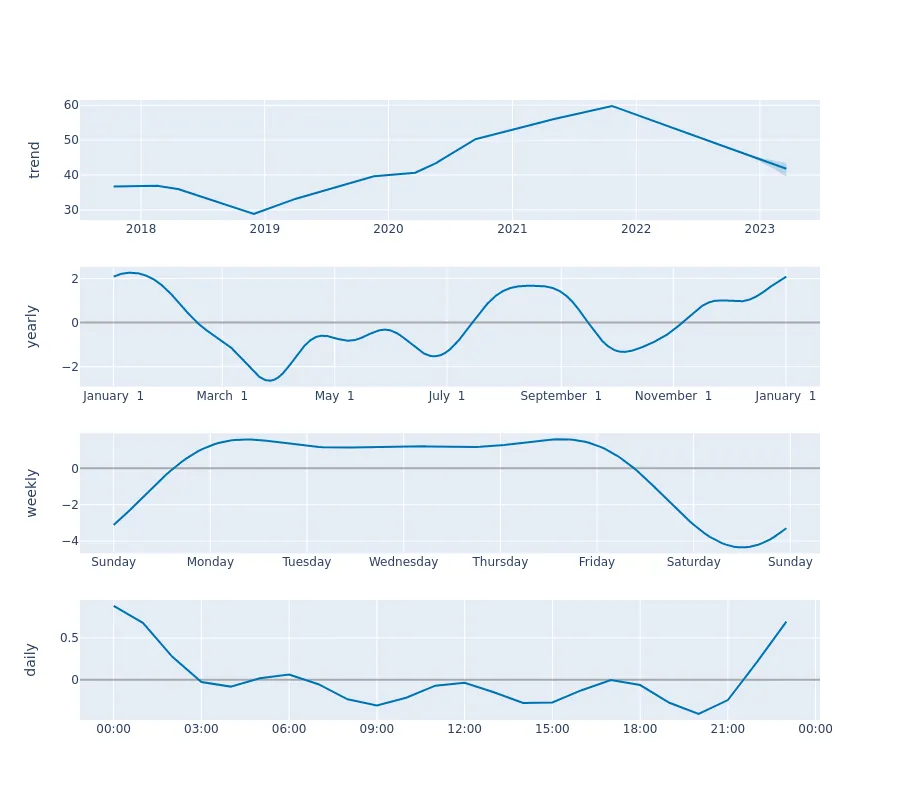 trend
60
50
40
30
2018 2019 2020 2021 2022 2023
yearly
2
0
−2
January 1 March 1 May 1 July 1 September 1 November 1 January 1
weekly
0
−2
−4
Sunday Monday Tuesday Wednesday Thursday Friday Saturday Sunday
daily
0.5
0
00:00 03:00 06:00 09:00 12:00 15:00 18:00 21:00 00:00